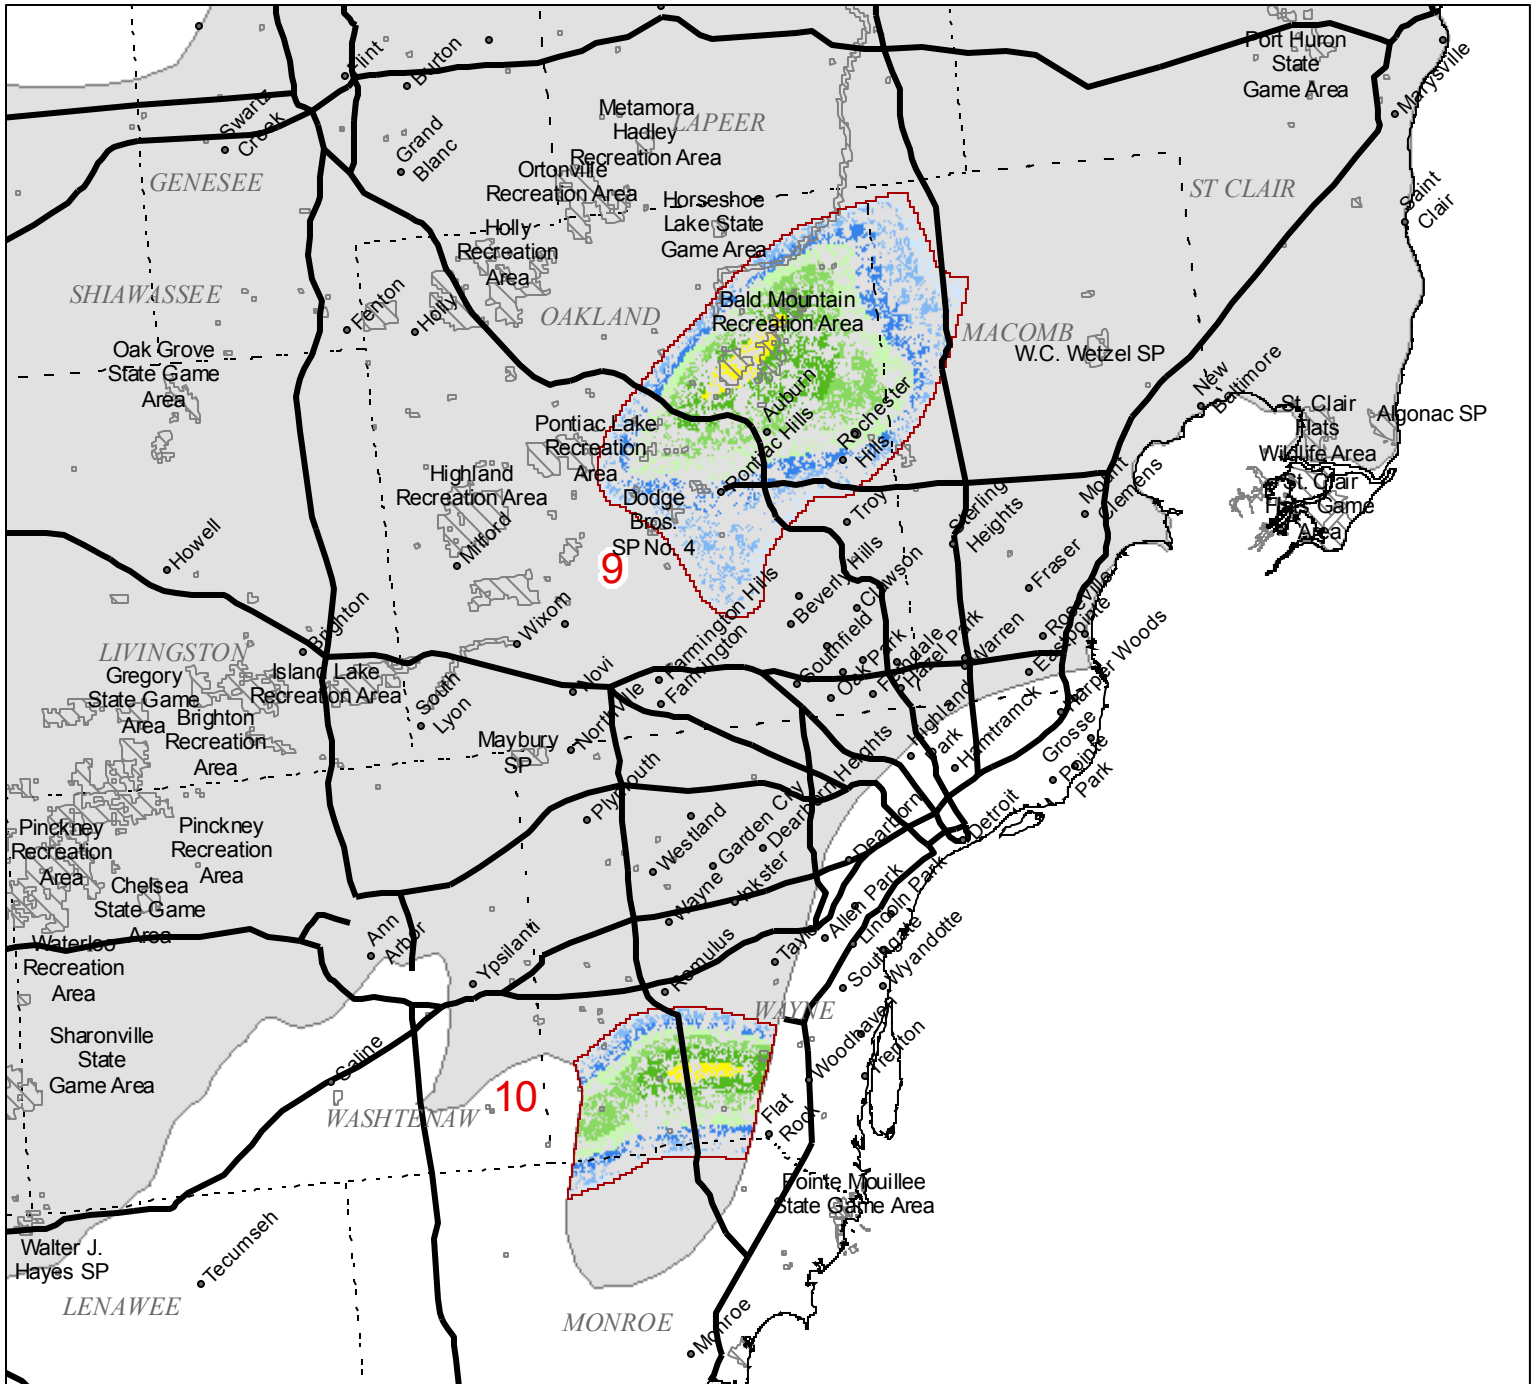 Port Huron
State
Game Area
Marysville
Flint
Burton
Swartz
Creek
Grand
Blanc
Metamora
Hadley
Recreation Area
LAPEER
Ortonville
Recreation Area
GENESEE
ST CLAIR
Saint
Clair
Horseshoe
Lake State
Game Area
Holly
Recreation
Area
SHIAWASSEE
Fenton
Holly
OAKLAND
Bald Mountain
Recreation Area
MACOMB
W.C. Wetzel SP
Oak Grove
State Game
Area
New
Baltimore
St. Clair
Flats
Wildlife Area
Algonac SP
Auburn
Hills
Rochester
Hills
Pontiac Lake
Recreation
Area
Pontiac
Highland
Recreation Area
Dodge
Bros.
SP No. 4
Troy
Sterling
Heights
Mount
Clemens
St. Clair
Flats Game
Area
Howell
Milford
9
Beverly Hills
Clawson
Fraser
Roseville
Eastpointe
Brighton
Wixom
Farmington Hills
Farmington
Southfield
Oak Park
Ferndale
Hazel Park
Warren
Harper Woods
LIVINGSTON
Gregory
State Game
Area
Island Lake
Recreation Area
South
Lyon
Novi
Northville
Brighton
Recreation
Area
Maybury
SP
Highland
Park
Hamtramck
Grosse
Pointe
Park
Plymouth
Pinckney
Recreation
Area
Pinckney
Recreation
Area
Westland
Garden City
Dearborn Heights
Dearborn
Detroit
Chelsea
State Game
Area
Wayne
Inkster
Allen Park
Lincoln Park
Waterloo
Recreation
Area
Ann
Arbor
Ypsilanti
Romulus
Taylor
Southgate
Wyandotte
WAYNE
Sharonville
State
Game Area
Saline
Woodhaven
Trenton
10
WASHTENAW
Flat
Rock
Pointe Mouillee
State Game Area
Walter J.
Hayes SP
Tecumseh
LENAWEE
MONROE
Monroe